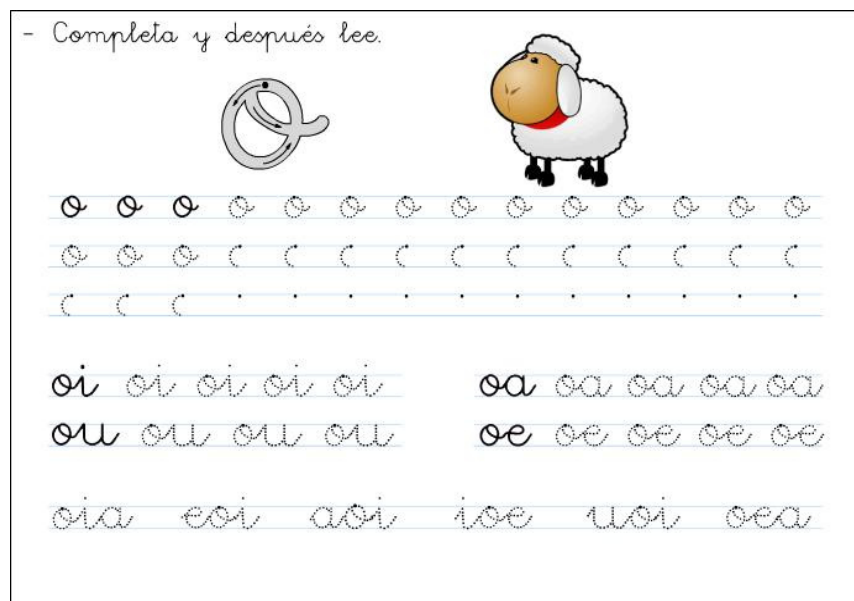 - Completa y después lee.
o
o o o o o o o o o o o o o o
o o o
oi oi oi oi oi
ou ou ou ou
oa oa oa oa oa
oe oe oe oe oe
oia eoi aoi ioe uoi oea